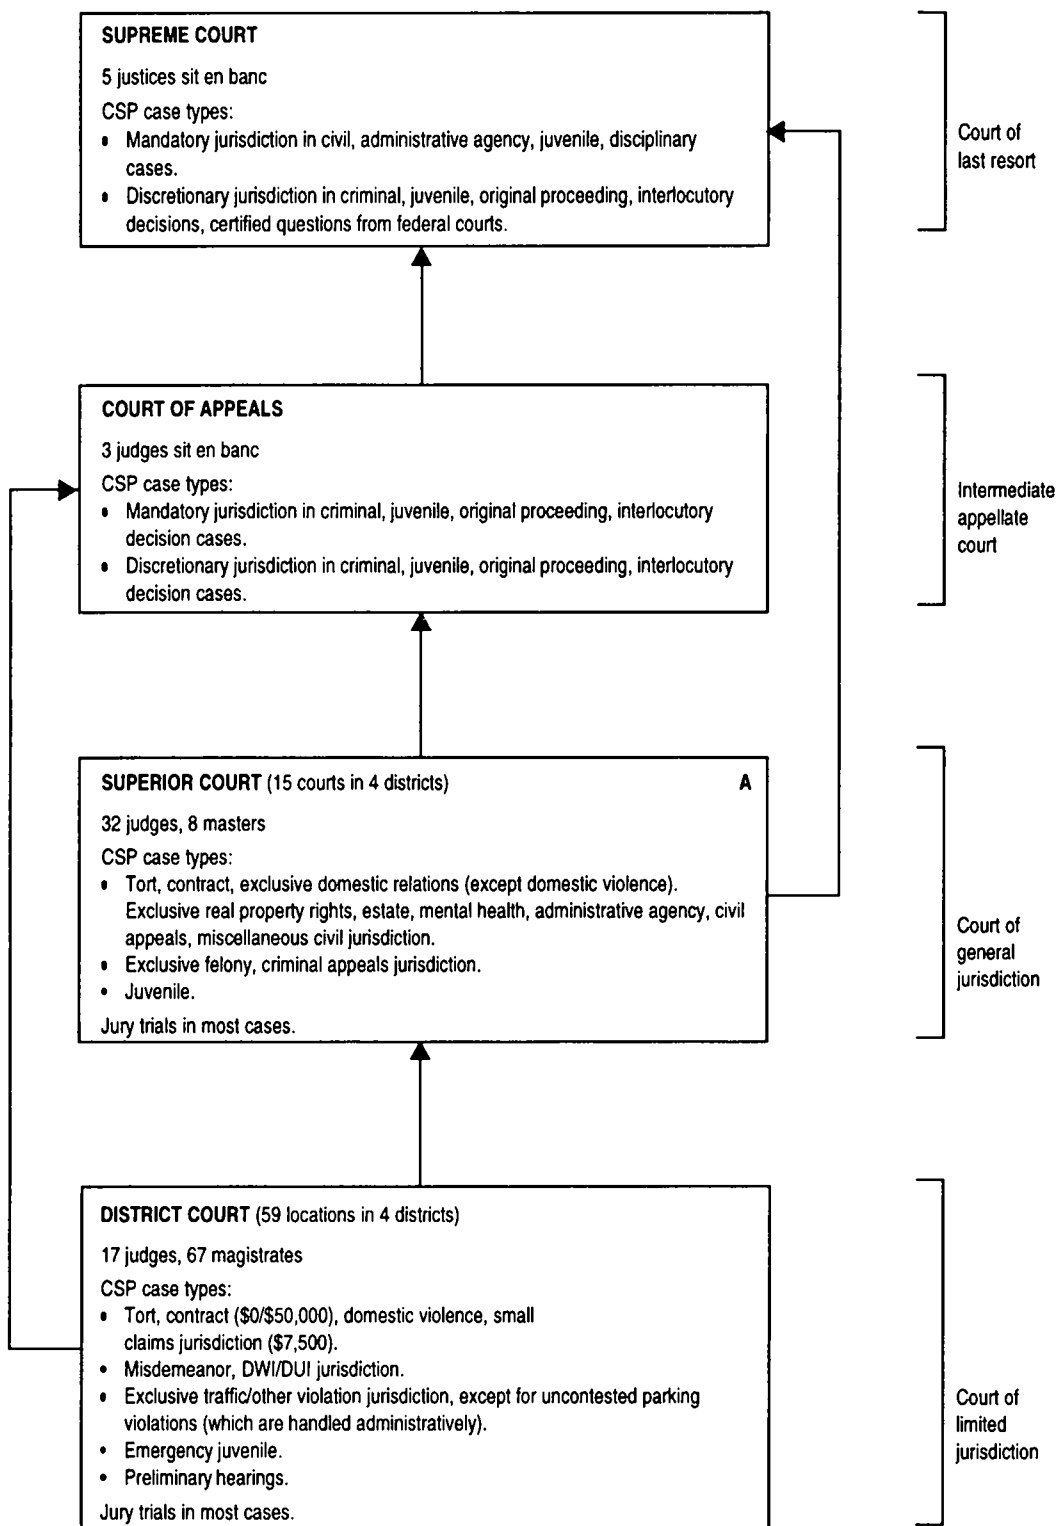 SUPREME COURT
5 justices sit en banc
CSP case types:
• Mandatory jurisdiction in civil, administrative agency, juvenile, disciplinary
cases.
• Discretionary jurisdiction in criminal, juvenile, original proceeding, interlocutory
decisions, certified questions from federal courts.
Court of
last resort
COURT OF APPEALS
3 judges sit en banc
CSP case types:
• Mandatory jurisdiction in criminal, juvenile, original proceeding, interlocutory
decision cases.
• Discretionary jurisdiction in criminal, juvenile, original proceeding, interlocutory
decision cases.
Intermediate
appellate
court
SUPERIOR COURT (15 courts in 4 districts) A
32 judges, 8 masters
CSP case types:
• Tort, contract, exclusive domestic relations (except domestic violence).
Exclusive real property rights, estate, mental health, administrative agency, civil
appeals, miscellaneous civil jurisdiction.
• Exclusive felony, criminal appeals jurisdiction.
• Juvenile.
Jury trials in most cases.
Court of
general
jurisdiction
DISTRICT COURT (59 locations in 4 districts)
17 judges, 67 magistrates
CSP case types:
• Tort, contract ($0/$50,000), domestic violence, small
claims jurisdiction ($7,500).
• Misdemeanor, DWI/DUI jurisdiction.
• Exclusive traffic/other violation jurisdiction, except for uncontested parking
violations (which are handled administratively).
• Emergency juvenile.
• Preliminary hearings.
Jury trials in most cases.
Court of
limited
jurisdiction